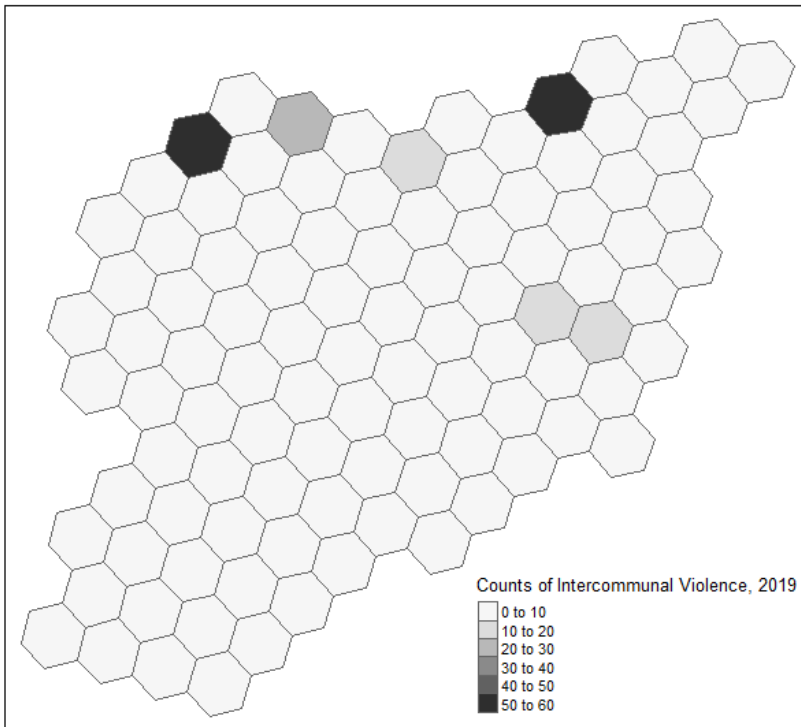 Counts of Intercommunal Violence, 2019
0 to 10
10 to 20
20 to 30
30 to 40
40 to 50
50 to 60